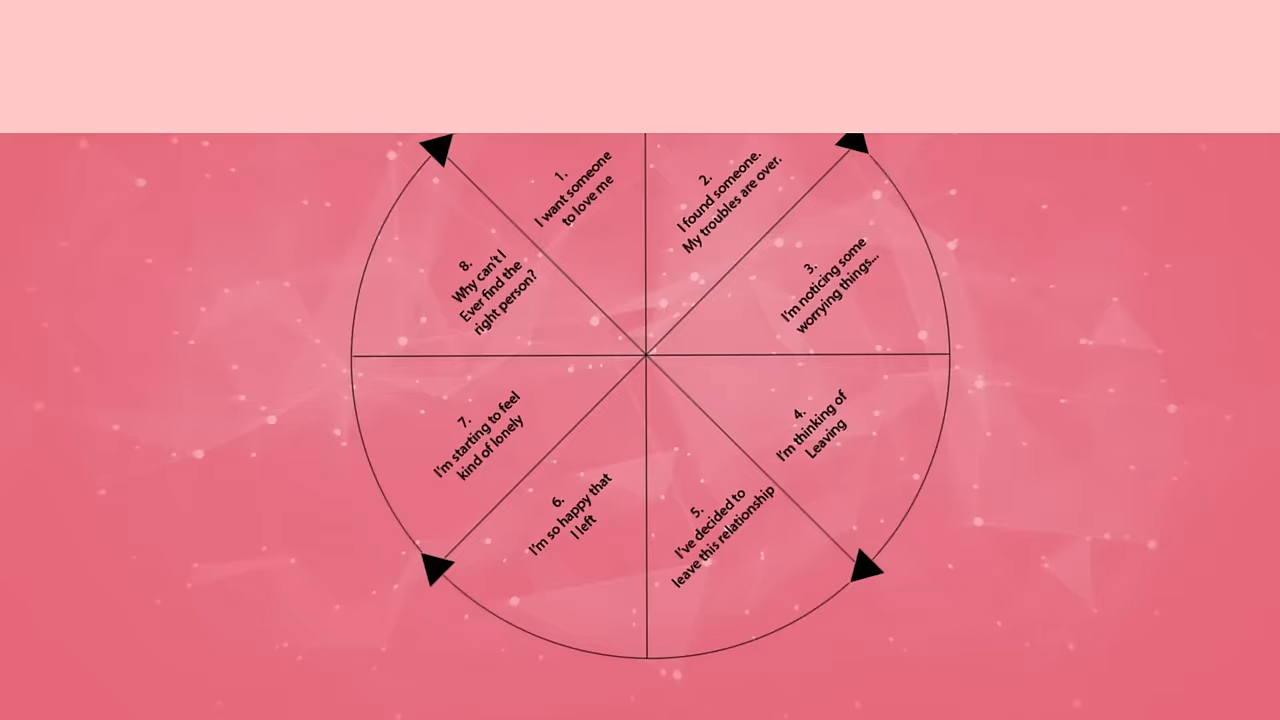 1.
I want someone
to love me
2.
I found someone.
My troubles are over.
3.
I'm noticing some
worrying things...
4.
I'm thinking of
Leaving
5.
I've decided to
leave this relationship
6.
I'm so happy that
I left
7.
I'm starting to feel
kind of lonely
8.
Why can't I
Ever find the
right person?